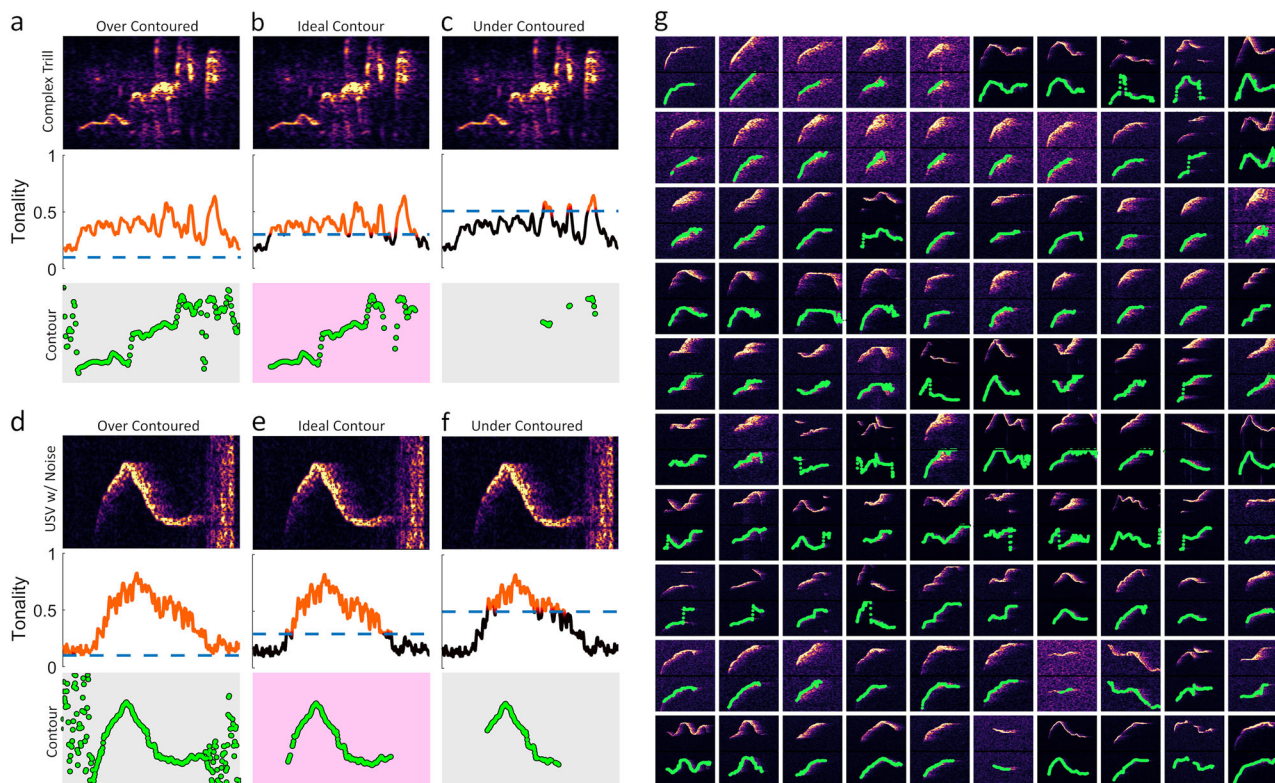 a
Over Contoured
b
Ideal Contour
c
Under Contoured
g
Complex Trill
Tonality
1
0.5
0
Contour
d
Over Contoured
e
Ideal Contour
f
Under Contoured
USV w/ Noise
Tonality
1
0.5
0
Contour